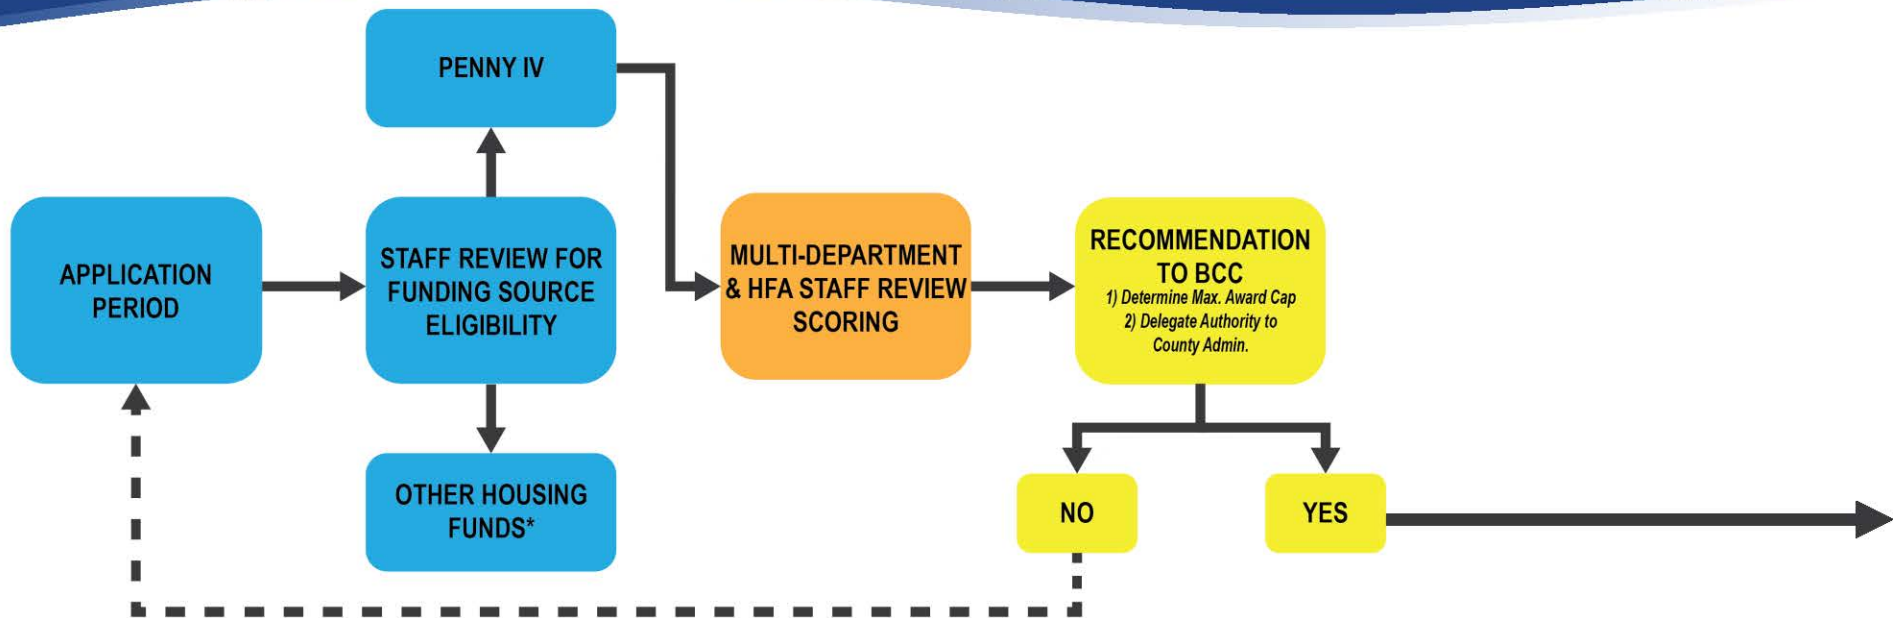 PENNY IV
APPLICATION
PERIOD
STAFF REVIEW FOR
FUNDING SOURCE
ELIGIBILITY
OTHER HOUSING
FUNDS*
MULTI-DEPARTMENT
& HFA STAFF REVIEW
SCORING
RECOMMENDATION
TO BCC
1) Determine Max. Award Cap
2) Delegate Authority to
County Admin.
NO
YES